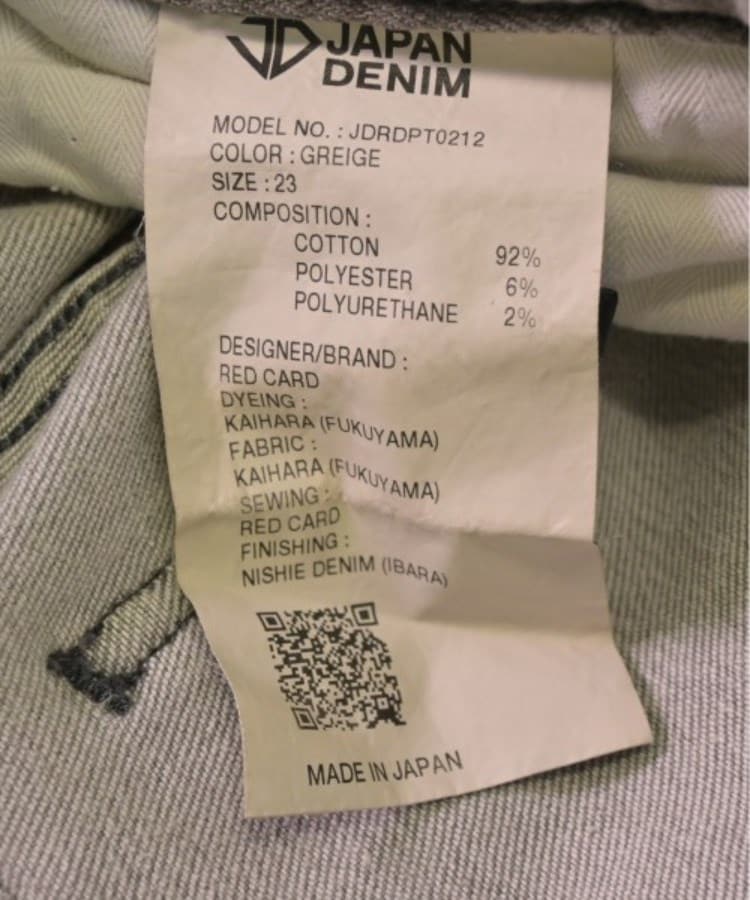 JD JAPAN
DENIM
MODEL NO. : JDRDPT0212
COLOR : GREIGE
SIZE : 23
COMPOSITION :
COTTON 92%
POLYESTER 6%
POLYURETHANE 2%
DESIGNER/BRAND :
RED CARD
DYEING :
KAIHARA (FUKUYAMA)
FABRIC :
KAIHARA (FUKUYAMA)
SEWING :
RED CARD
FINISHING :
NISHIE DENIM (IBARA)
MADE IN JAPAN